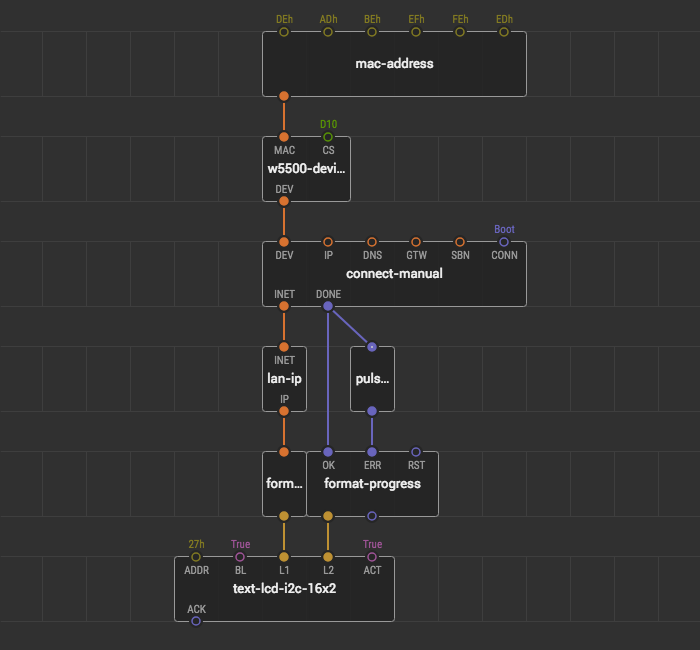 DEh ADh BEh EFh FEh EDh
mac-address
D10
MAC CS
w5500-devi...
DEV
Boot
DEV IP DNS GTW SBN CONN
connect-manual
INET DONE
INET
lan-ip puls...
IP
OK ERR RST
form... format-progress
27h True True
ADDR BL L1 L2 ACT
text-lcd-i2c-16x2
ACK